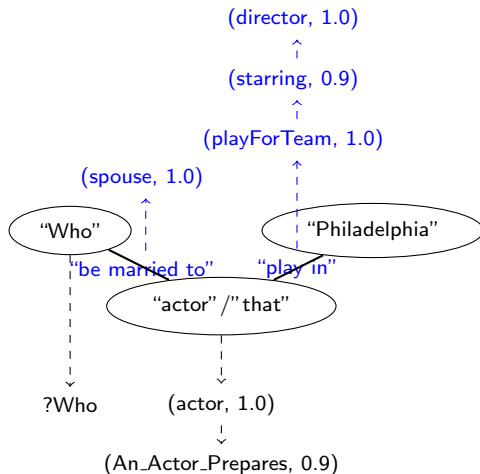 (director, 1.0)
(starring, 0.9)
(playForTeam, 1.0)
(spouse, 1.0)
“Who”
“Philadelphia”
“be married to”
“play in”
“actor”/”that”
?Who
(actor, 1.0)
(An_Actor_Prepares, 0.9)